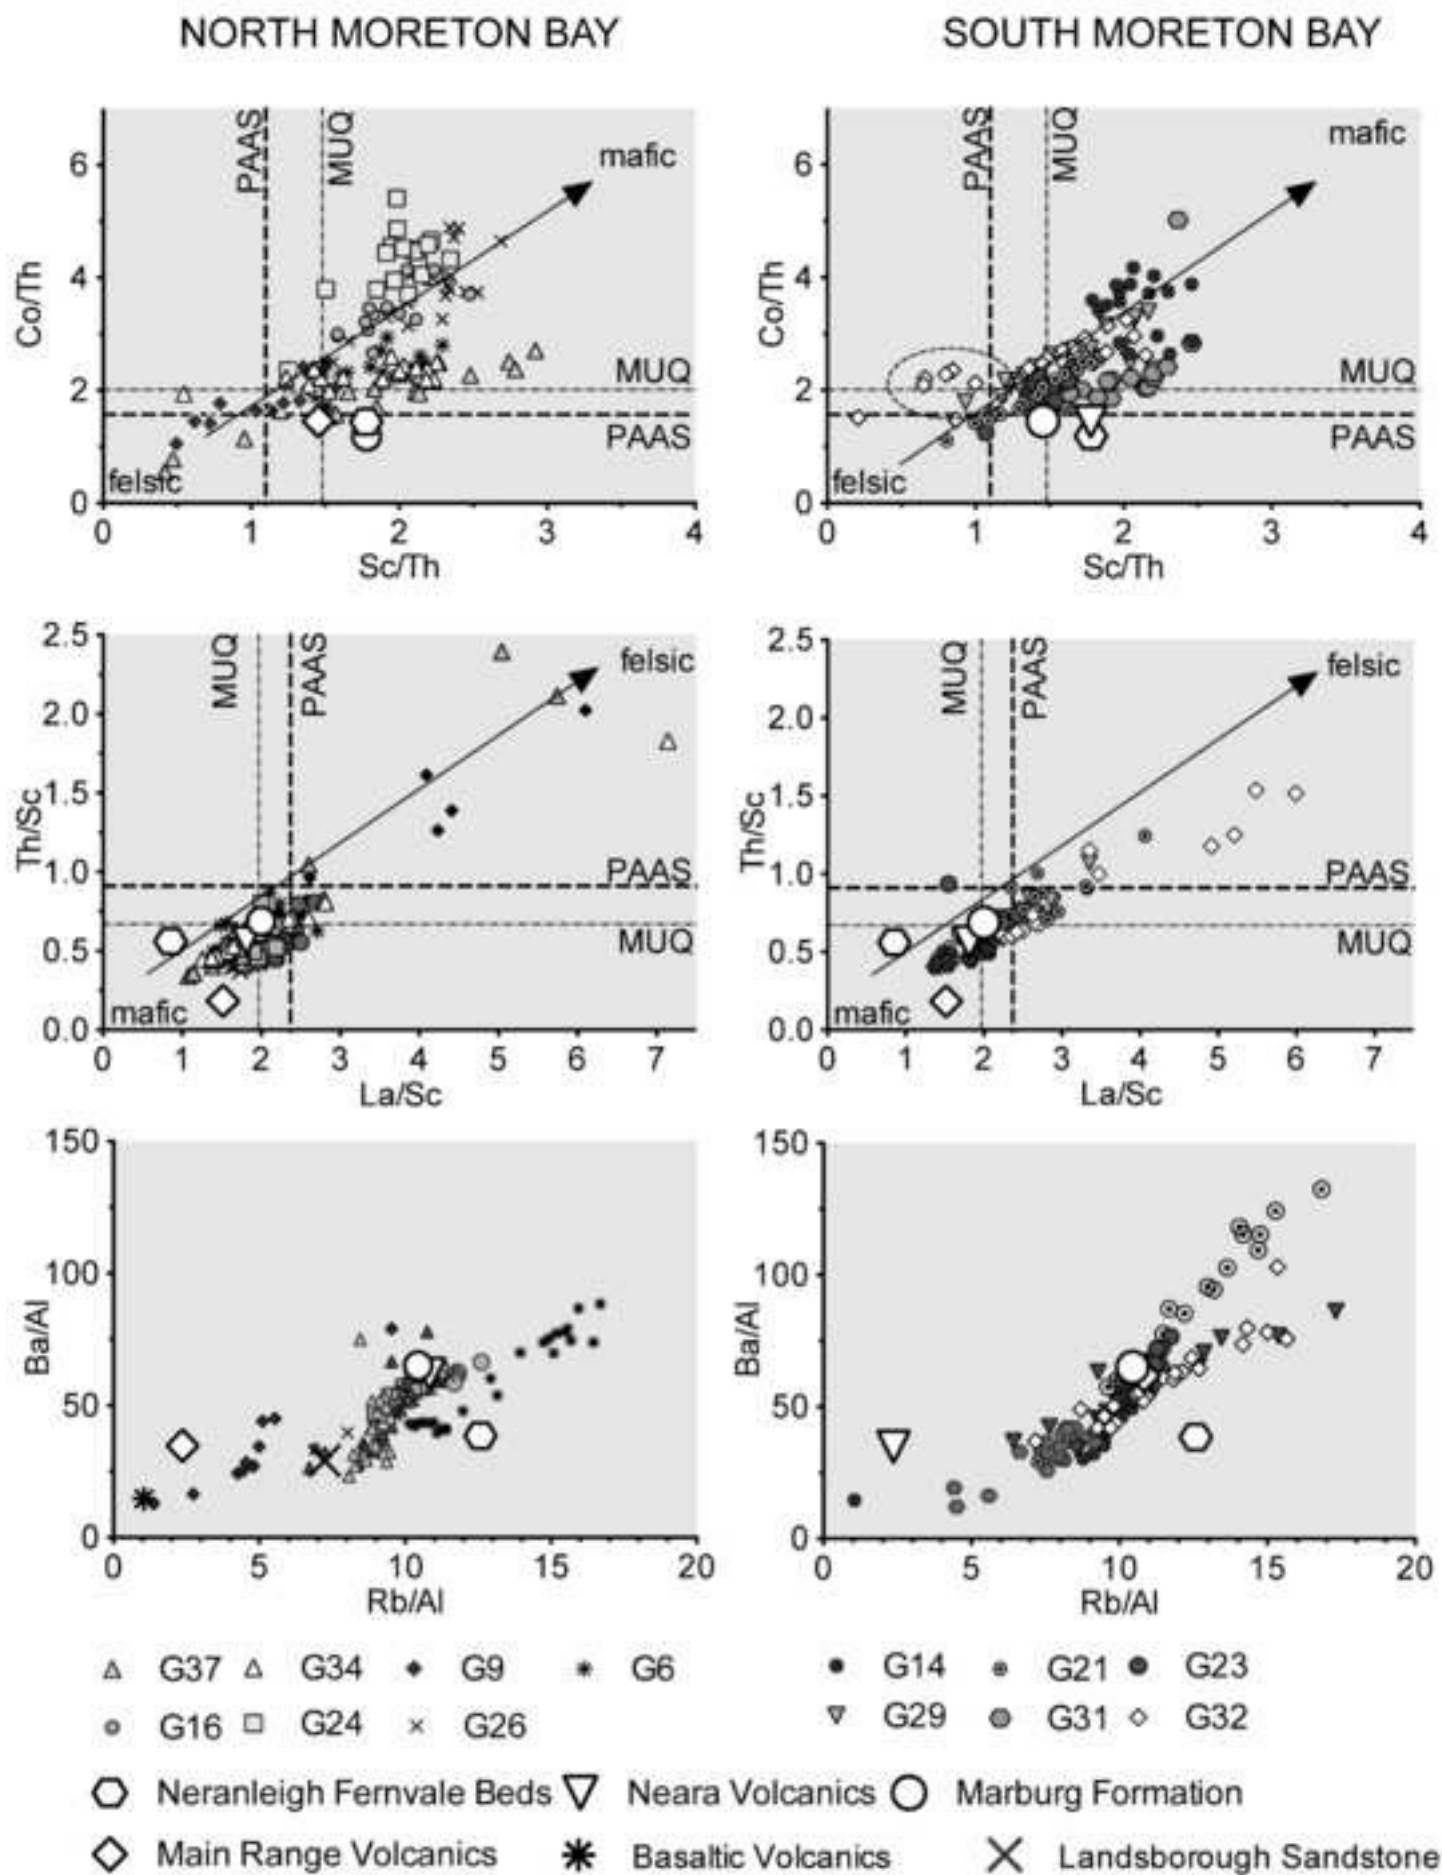 NORTH MORETON BAY SOUTH MORETON BAY
PAAS MUQ mafic PAAS MUQ mafic
6 6
Co/Th 4 Co/Th 4
MUQ MUQ
2 2
PAAS PAAS
felsic felsic
0 0
0 1 2 3 4 0 1 2 3 4
Sc/Th Sc/Th
2.5 2.5
MUQ PAAS felsic MUQ PAAS felsic
2.0 2.0
Th/Sc 1.5 Th/Sc 1.5
PAAS PAAS
1.0 1.0
MUQ MUQ
0.5 0.5
mafic mafic
0.0 0.0
0 1 2 3 4 5 6 7 0 1 2 3 4 5 6 7
La/Sc La/Sc
150 150
100 100
Ba/Al Ba/Al
50 50
0 0
0 5 10 15 20 0 5 10 15 20
Rb/Al Rb/Al
G37 G34 G9 G6 G14 G21 G23
G16 G24 G26 G29 G31 G32
Neranleigh Fernvale Beds Neara Volcanics Marburg Formation
Main Range Volcanics Basaltic Volcanics Landsborough Sandstone